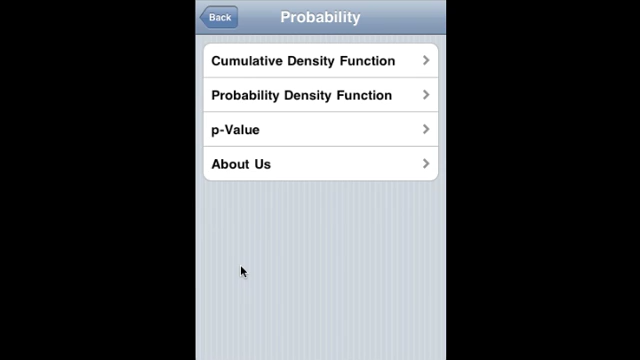 Back
Probability
Cumulative Density Function
Probability Density Function
p-Value
About Us